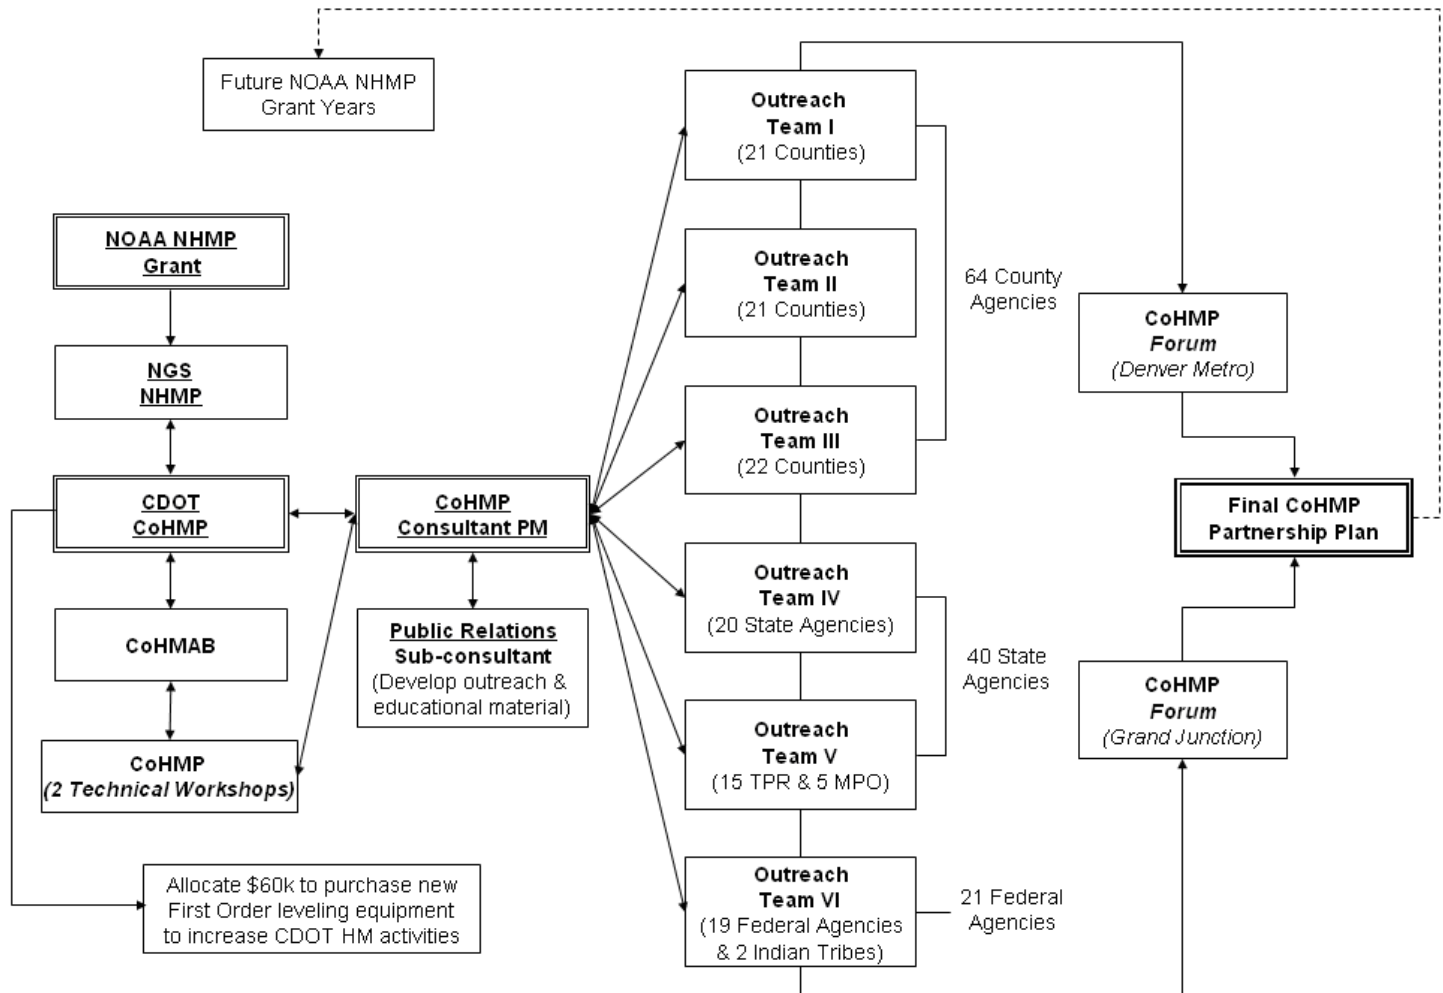 Future NOAA NHMP
Grant Years
NOAA NHMP
Grant
NGS
NHMP
CDOT
CoHMP
CoHMAB
CoHMP
(2 Technical Workshops)
Allocate $60k to purchase new
First Order leveling equipment
to increase CDOT HM activities
CoHMP
Consultant PM
Public Relations
Sub-consultant
(Develop outreach &
educational material)
Outreach
Team I
(21 Counties)
Outreach
Team II
(21 Counties)
Outreach
Team III
(22 Counties)
Outreach
Team IV
(20 State Agencies)
Outreach
Team V
(15 TPR & 5 MPO)
Outreach
Team VI
(19 Federal Agencies
& 2 Indian Tribes)
64 County
Agencies
40 State
Agencies
21 Federal
Agencies
CoHMP
Forum
(Denver Metro)
Final CoHMP
Partnership Plan
CoHMP
Forum
(Grand Junction)